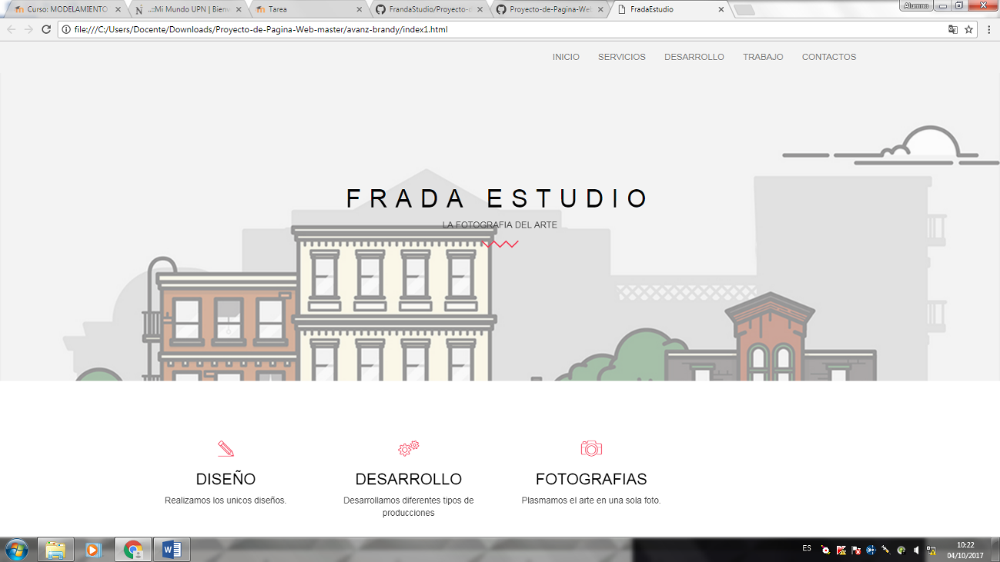 Curso: MODELAMIENTO
..::Mi Mundo UPN | Bien
Tarea
FrandaStudio/Proyecto-d
Proyecto-de-Pagina-Web
FradaEstudio
Alumno
file:///C:/Users/Docente/Downloads/Proyecto-de-Pagina-Web-master/avanz-brandy/index1.html
INICIO SERVICIOS DESARROLLO TRABAJO CONTACTOS
FRADA ESTUDIO
LA FOTOGRAFIA DEL ARTE
DISEÑO
Realizamos los unicos diseños.
DESARROLLO
Desarrollamos diferentes tipos de
producciones
FOTOGRAFIAS
Plasmamos el arte en una sola foto.
ES
10:22
04/10/2017